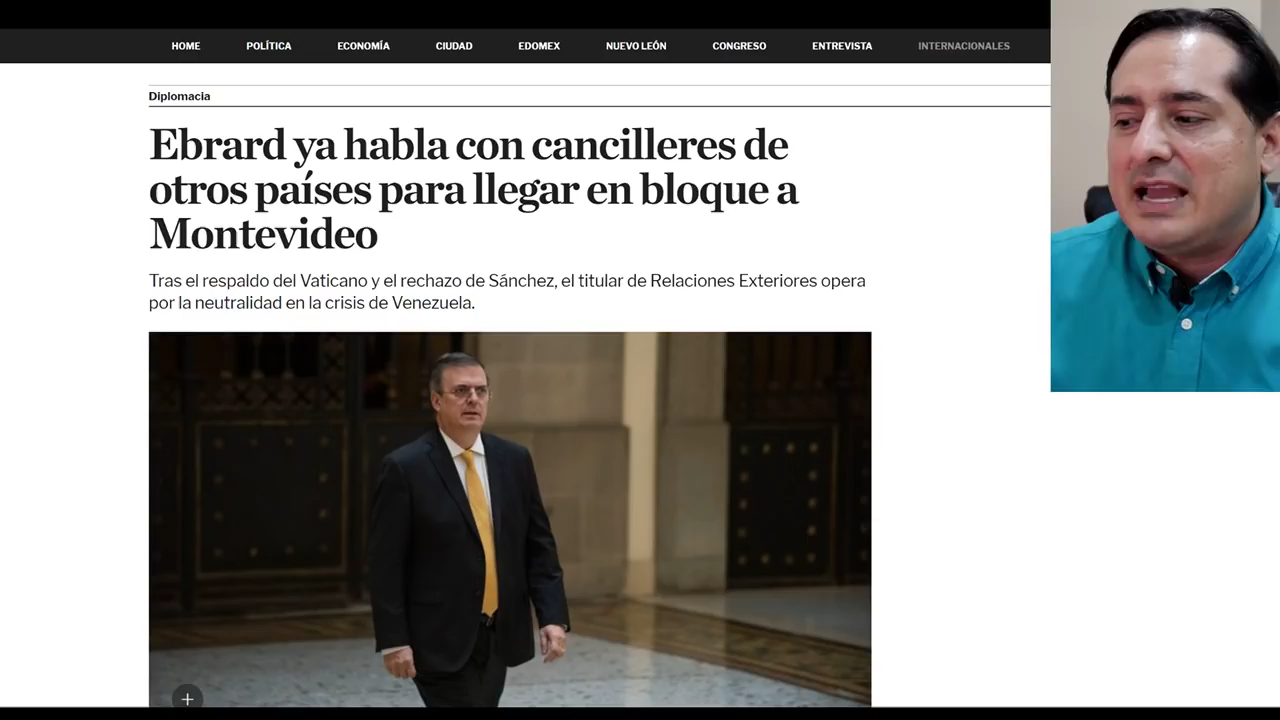 HOME POLÍTICA ECONOMÍA CIUDAD EDOMEX NUEVO LEÓN CONGRESO ENTREVISTA INTERNACIONALES
Diplomacia
Ebrard ya habla con cancilleres de
otros países para llegar en bloque a
Montevideo
Tras el respaldo del Vaticano y el rechazo de Sánchez, el titular de Relaciones Exteriores opera
por la neutralidad en la crisis de Venezuela.